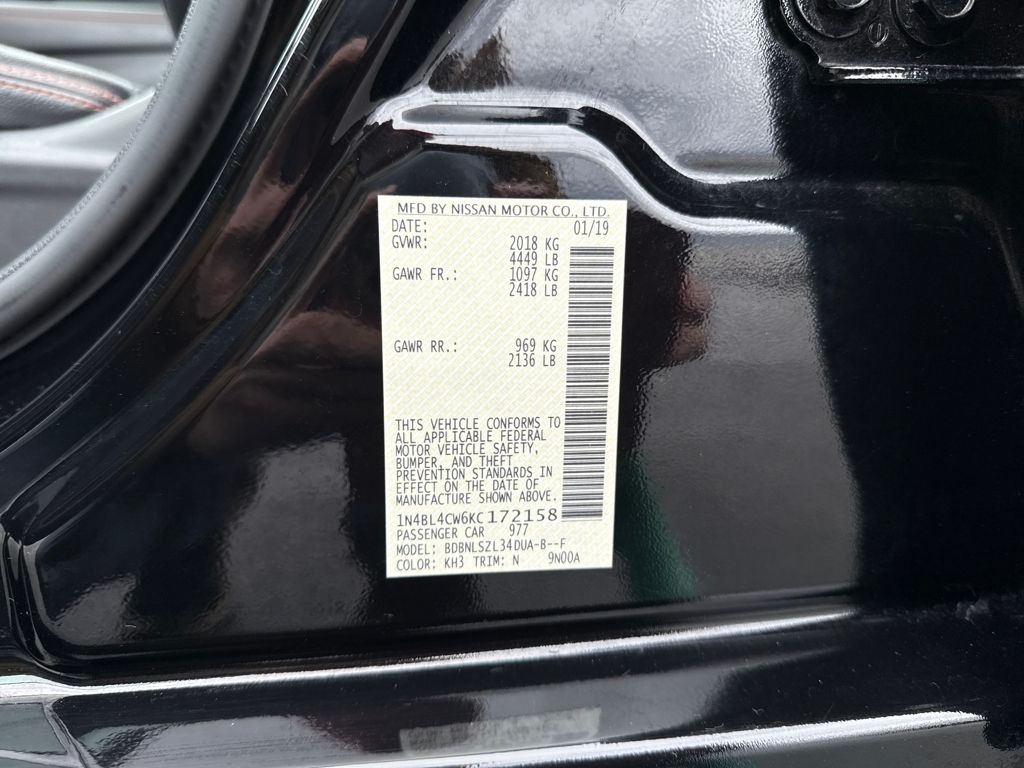 MFD BY NISSAN MOTOR CO., LTD.
DATE: 01/19
GVWR: 2018 KG
4449 LB
GAWR FR.: 1097 KG
2418 LB
GAWR RR.: 969 KG
2136 LB
THIS VEHICLE CONFORMS TO
ALL APPLICABLE FEDERAL
MOTOR VEHICLE SAFETY,
BUMPER, AND THEFT
PREVENTION STANDARDS IN
EFFECT ON THE DATE OF
MANUFACTURE SHOWN ABOVE.
1N4BL4CW6KC172158
PASSENGER CAR 977
MODEL: BDBNLSZL34DUA-B--F
COLOR: KH3 TRIM: N 9N00A